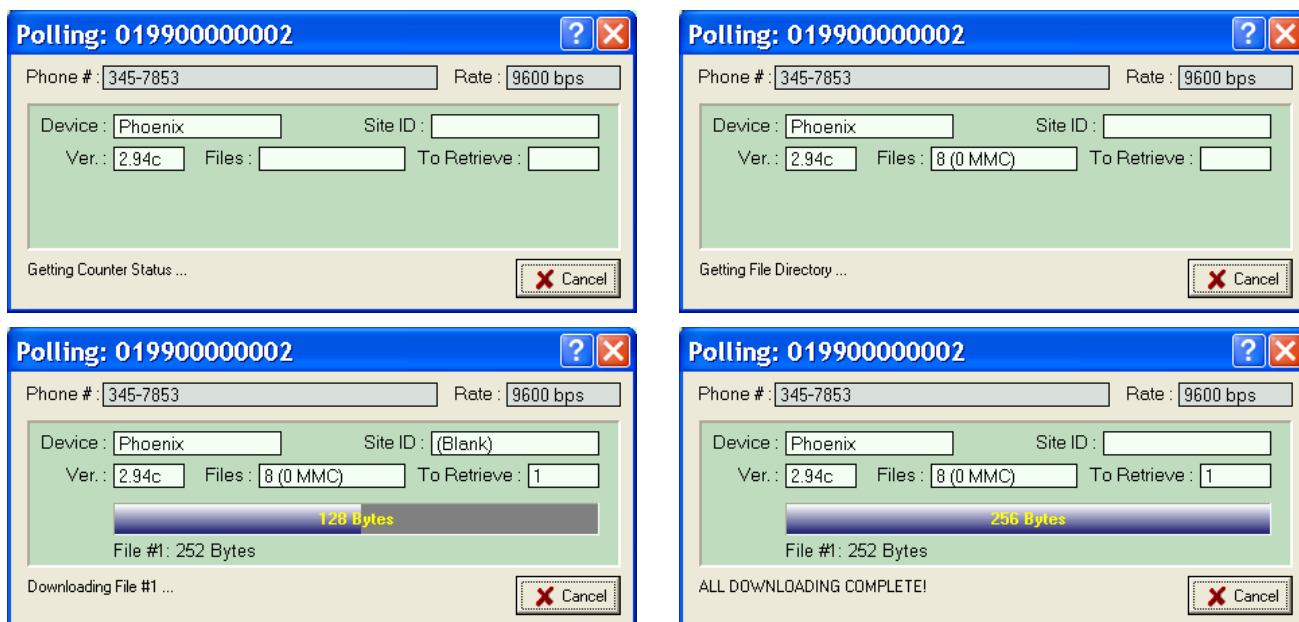 Polling: 019900000002
Phone # : 345-7853 Rate : 9600 bps
Device : Phoenix Site ID :
Ver. : 2.94c Files : To Retrieve :
Getting Counter Status ...
Cancel
Polling: 019900000002
Phone # : 345-7853 Rate : 9600 bps
Device : Phoenix Site ID :
Ver. : 2.94c Files : 8 (0 MMC) To Retrieve :
Getting File Directory ...
Cancel
Polling: 019900000002
Phone # : 345-7853 Rate : 9600 bps
Device : Phoenix Site ID : (Blank)
Ver. : 2.94c Files : 8 (0 MMC) To Retrieve : 1
128 Bytes
File #1: 252 Bytes
Downloading File #1 ...
Cancel
Polling: 019900000002
Phone # : 345-7853 Rate : 9600 bps
Device : Phoenix Site ID :
Ver. : 2.94c Files : 8 (0 MMC) To Retrieve : 1
256 Bytes
File #1: 252 Bytes
ALL DOWNLOADING COMPLETE!
Cancel